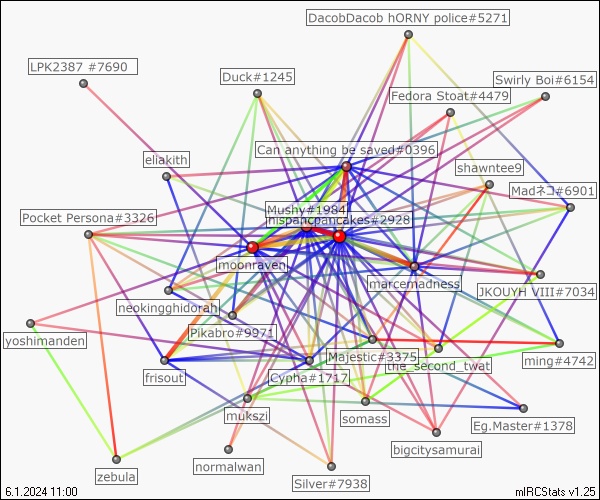 DacobDacob hORNY police#5271
LPK2387 #7690
Duck#1245
Swirly Boi#6154
Fedora Stoat#4479
Can anything be saved#0396
eliakith
shawntee9
Madネコ#6901
Mushy#1984
Pocket Persona#3326
hispanicpancakes#2928
moonraven
marcemadness
JKOUYH VIII#7034
neokingghidorah
Pikabro#9971
yoshimanden
Majestic#3375
ming#4742
the_second_twat
frisout
Cypha#1717
mukszi
somass
Eg.Master#1378
bigcitysamurai
normalwan
zebula
Silver#7938
6.1.2024 11:00
mIRCStats v1.25